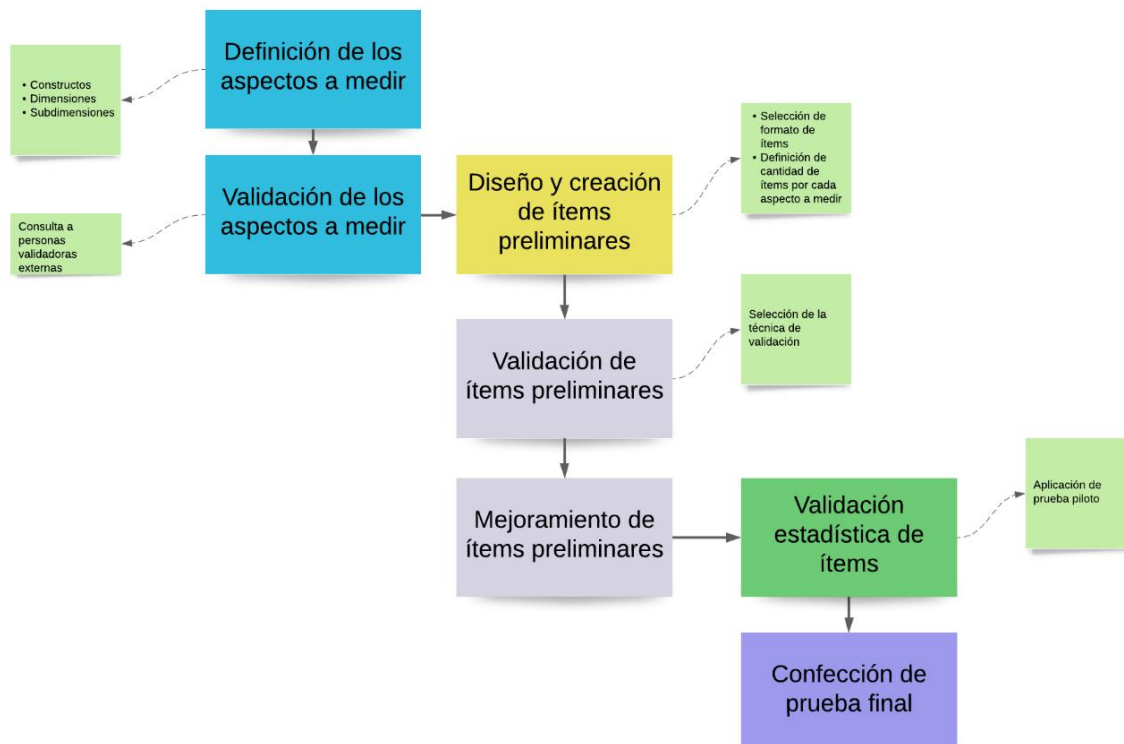 Definición de los
aspectos a medir
• Constructos
• Dimensiones
• Subdimensiones
Validación de los
aspectos a medir
Consulta a
personas
validadoras
externas
Diseño y creación
de ítems
preliminares
• Selección de
formato de
ítems
• Definición de
cantidad de
ítems por cada
aspecto a medir
Validación de
ítems preliminares
Selección de la
técnica de
validación
Mejoramiento de
ítems preliminares
Validación
estadística de
ítems
Aplicación de
prueba piloto
Confección de
prueba final